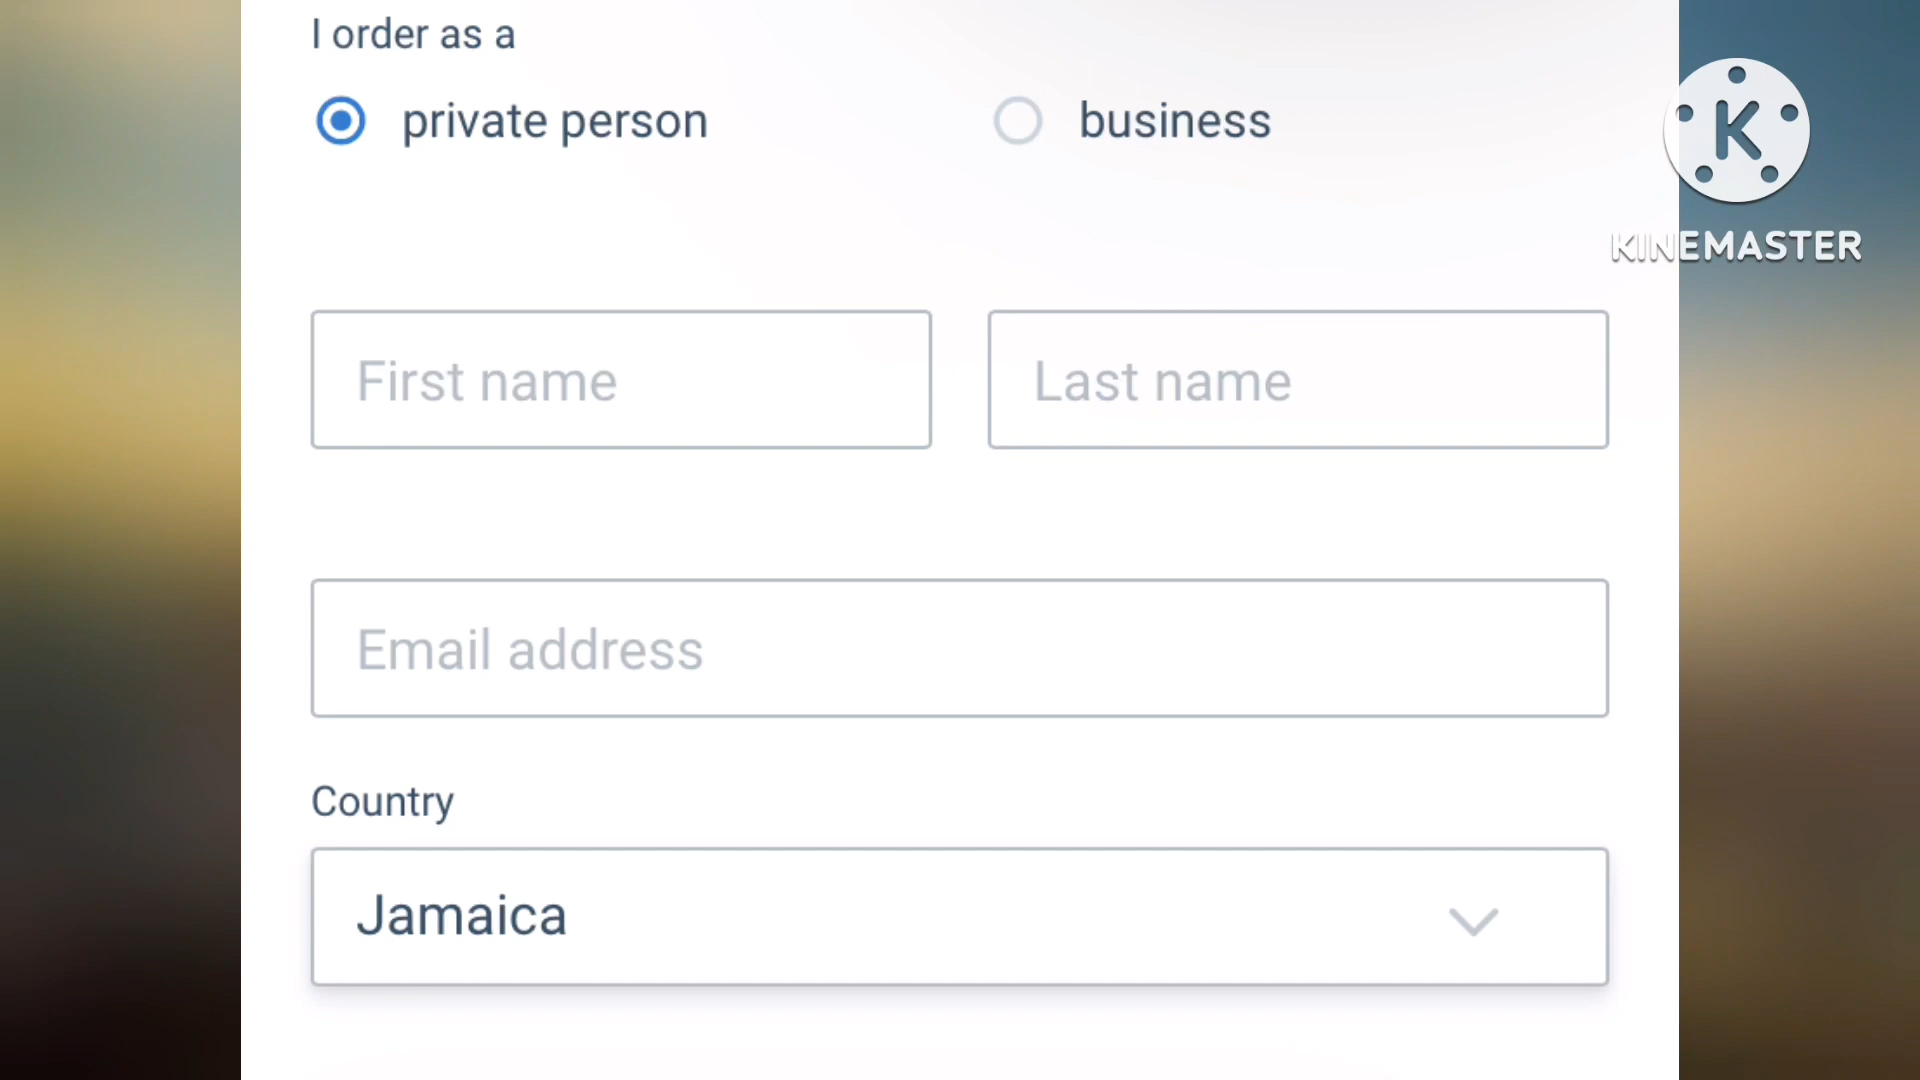 I order as a
private person business
First name Last name
Email address
Country
Jamaica
K
KINEMASTER